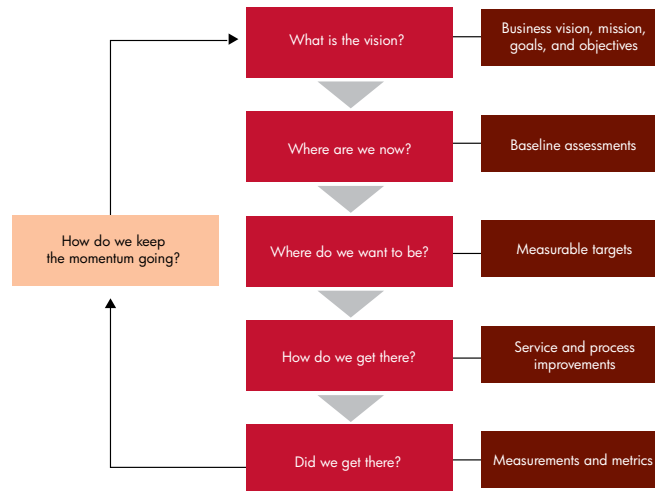 What is the vision?
Business vision, mission,
goals, and objectives
Where are we now?
Baseline assessments
How do we keep
the momentum going?
Where do we want to be?
Measurable targets
How do we get there?
Service and process
improvements
Did we get there?
Measurements and metrics